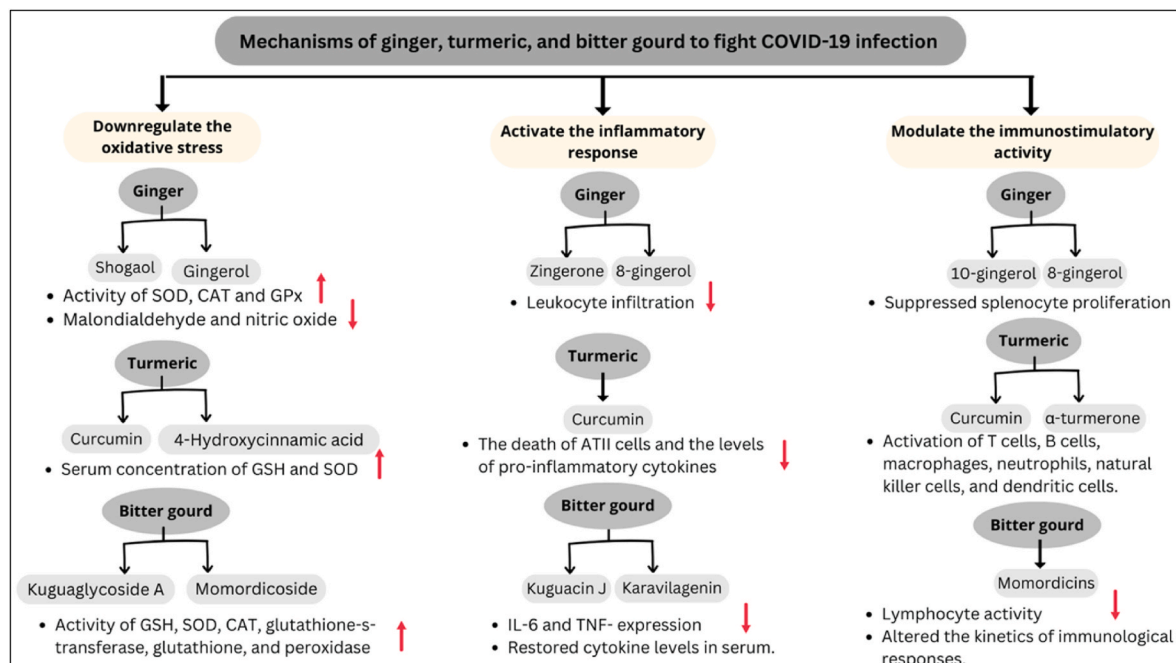 Mechanisms of ginger, turmeric, and bitter gourd to fight COVID-19 infection
Downregulate the
oxidative stress
Ginger
Shogaol
Gingerol
• Activity of SOD, CAT and GPx
• Malondialdehyde and nitric oxide
Turmeric
Curcumin
4-Hydroxycinnamic acid
• Serum concentration of GSH and SOD
Bitter gourd
Kuguaglycoside A
Momordicoside
• Activity of GSH, SOD, CAT, glutathione-s-
transferase, glutathione, and peroxidase
Activate the inflammatory
response
Ginger
Zingerone
8-gingerol
• Leukocyte infiltration
Turmeric
Curcumin
• The death of ATII cells and the levels
of pro-inflammatory cytokines
Bitter gourd
Kuguacin J
Karavilagenin
• IL-6 and TNF- expression
• Restored cytokine levels in serum.
Modulate the immunostimulatory
activity
Ginger
10-gingerol
8-gingerol
• Suppressed splenocyte proliferation
Turmeric
Curcumin
α-turmerone
• Activation of T cells, B cells,
macrophages, neutrophils, natural
killer cells, and dendritic cells.
Bitter gourd
Momordicins
• Lymphocyte activity
• Altered the kinetics of immunological
responses.